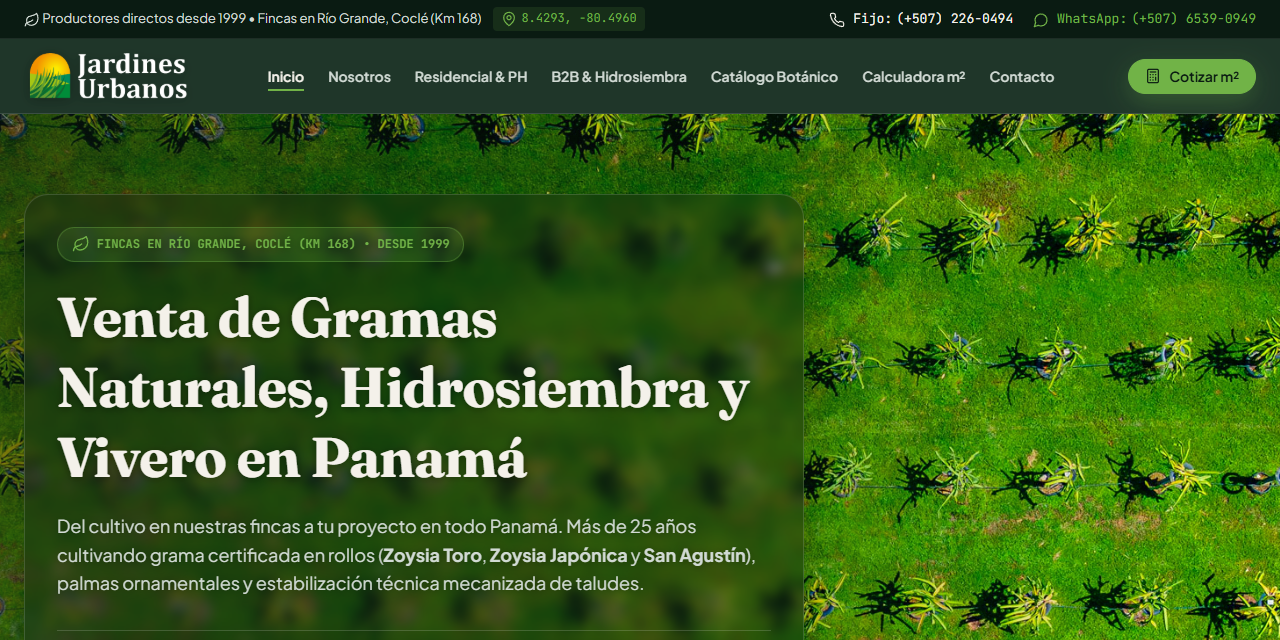 Productores directos desde 1999 • Fincas en Río Grande, Coclé (Km 168)
8.4293, -80.4960
Fijo: (+507) 226-0494
WhatsApp: (+507) 6539-0949
Jardines
Urbanos
Inicio
Nosotros
Residencial & PH
B2B & Hidrosiembra
Catálogo Botánico
Calculadora m²
Contacto
Cotizar m²
FINCAS EN RÍO GRANDE, COCLÉ (KM 168) • DESDE 1999
Venta de Gramas
Naturales, Hidrosiembra y
Vivero en Panamá
Del cultivo en nuestras fincas a tu proyecto en todo Panamá. Más de 25 años
cultivando grama certificada en rollos (Zoysia Toro, Zoysia Japónica y San Agustín),
palmas ornamentales y estabilización técnica mecanizada de taludes.